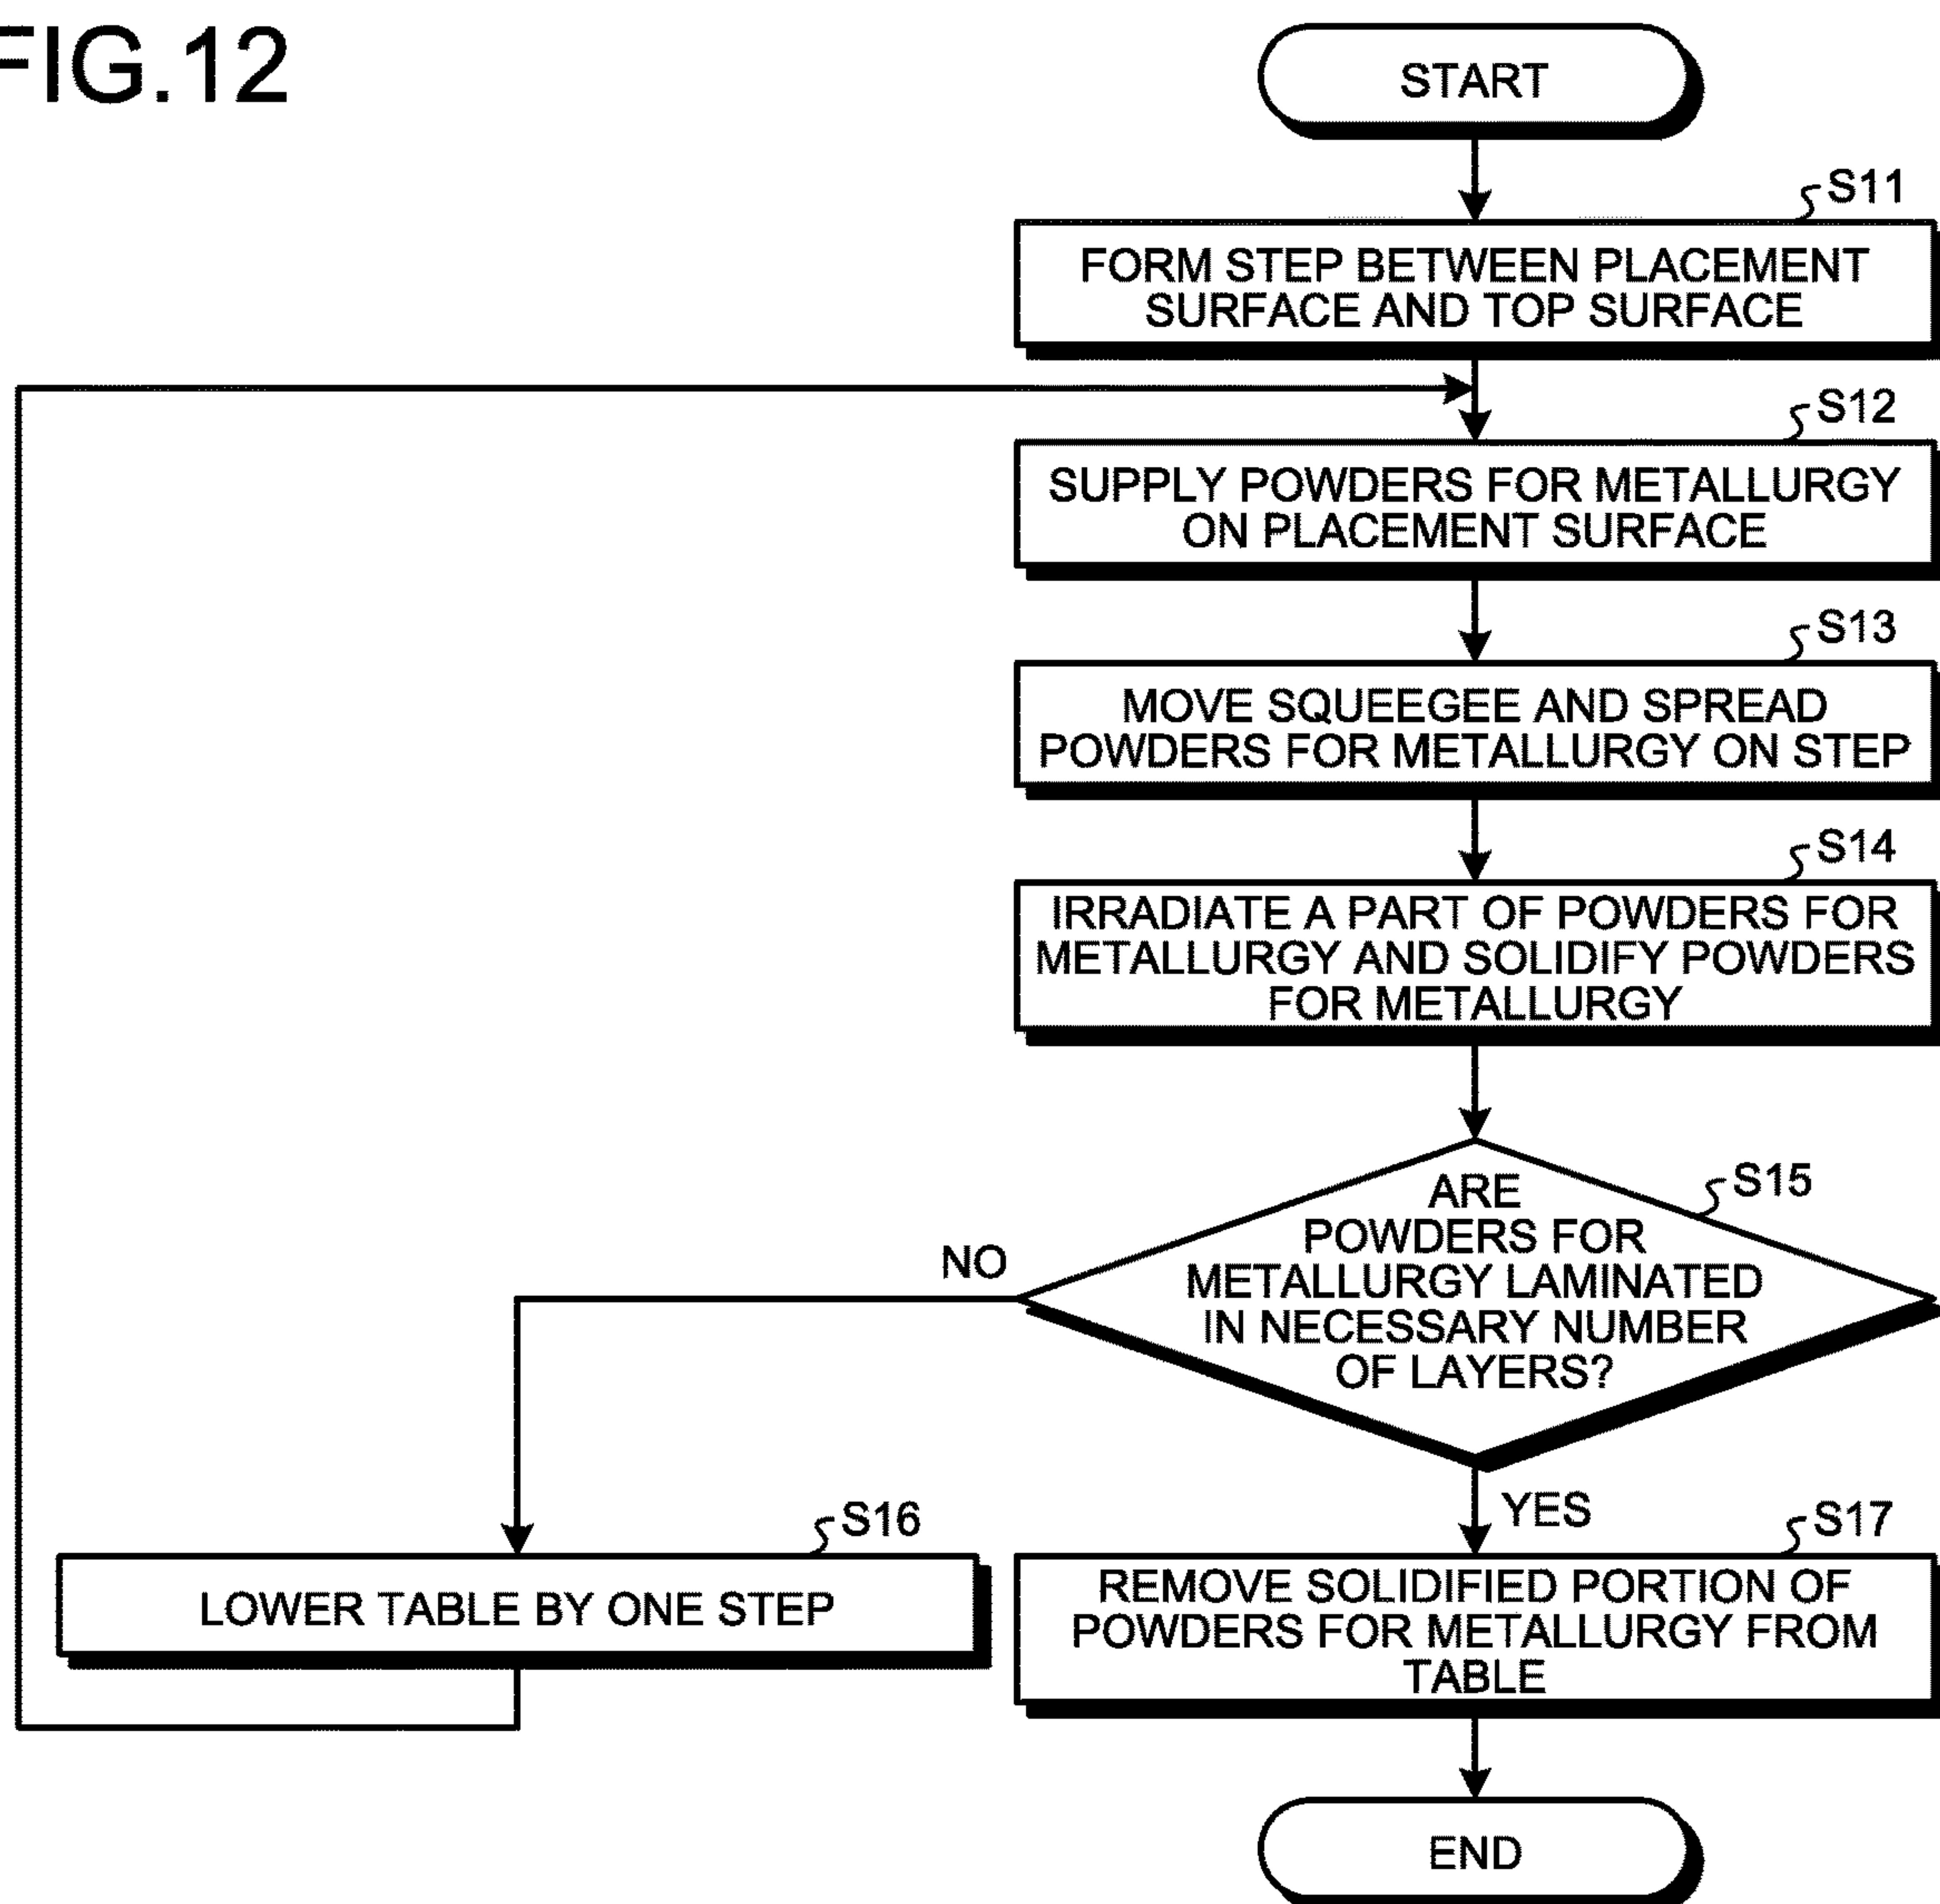 FIG.12
START
S11
FORM STEP BETWEEN PLACEMENT
SURFACE AND TOP SURFACE
S12
SUPPLY POWDERS FOR METALLURGY
ON PLACEMENT SURFACE
S13
MOVE SQUEEGEE AND SPREAD
POWDERS FOR METALLURGY ON STEP
S14
IRRADIATE A PART OF POWDERS FOR
METALLURGY AND SOLIDIFY POWDERS
FOR METALLURGY
S15
ARE
POWDERS FOR
METALLURGY LAMINATED
IN NECESSARY NUMBER
OF LAYERS?
NO
YES
S16
LOWER TABLE BY ONE STEP
S17
REMOVE SOLIDIFIED PORTION OF
POWDERS FOR METALLURGY FROM
TABLE
END